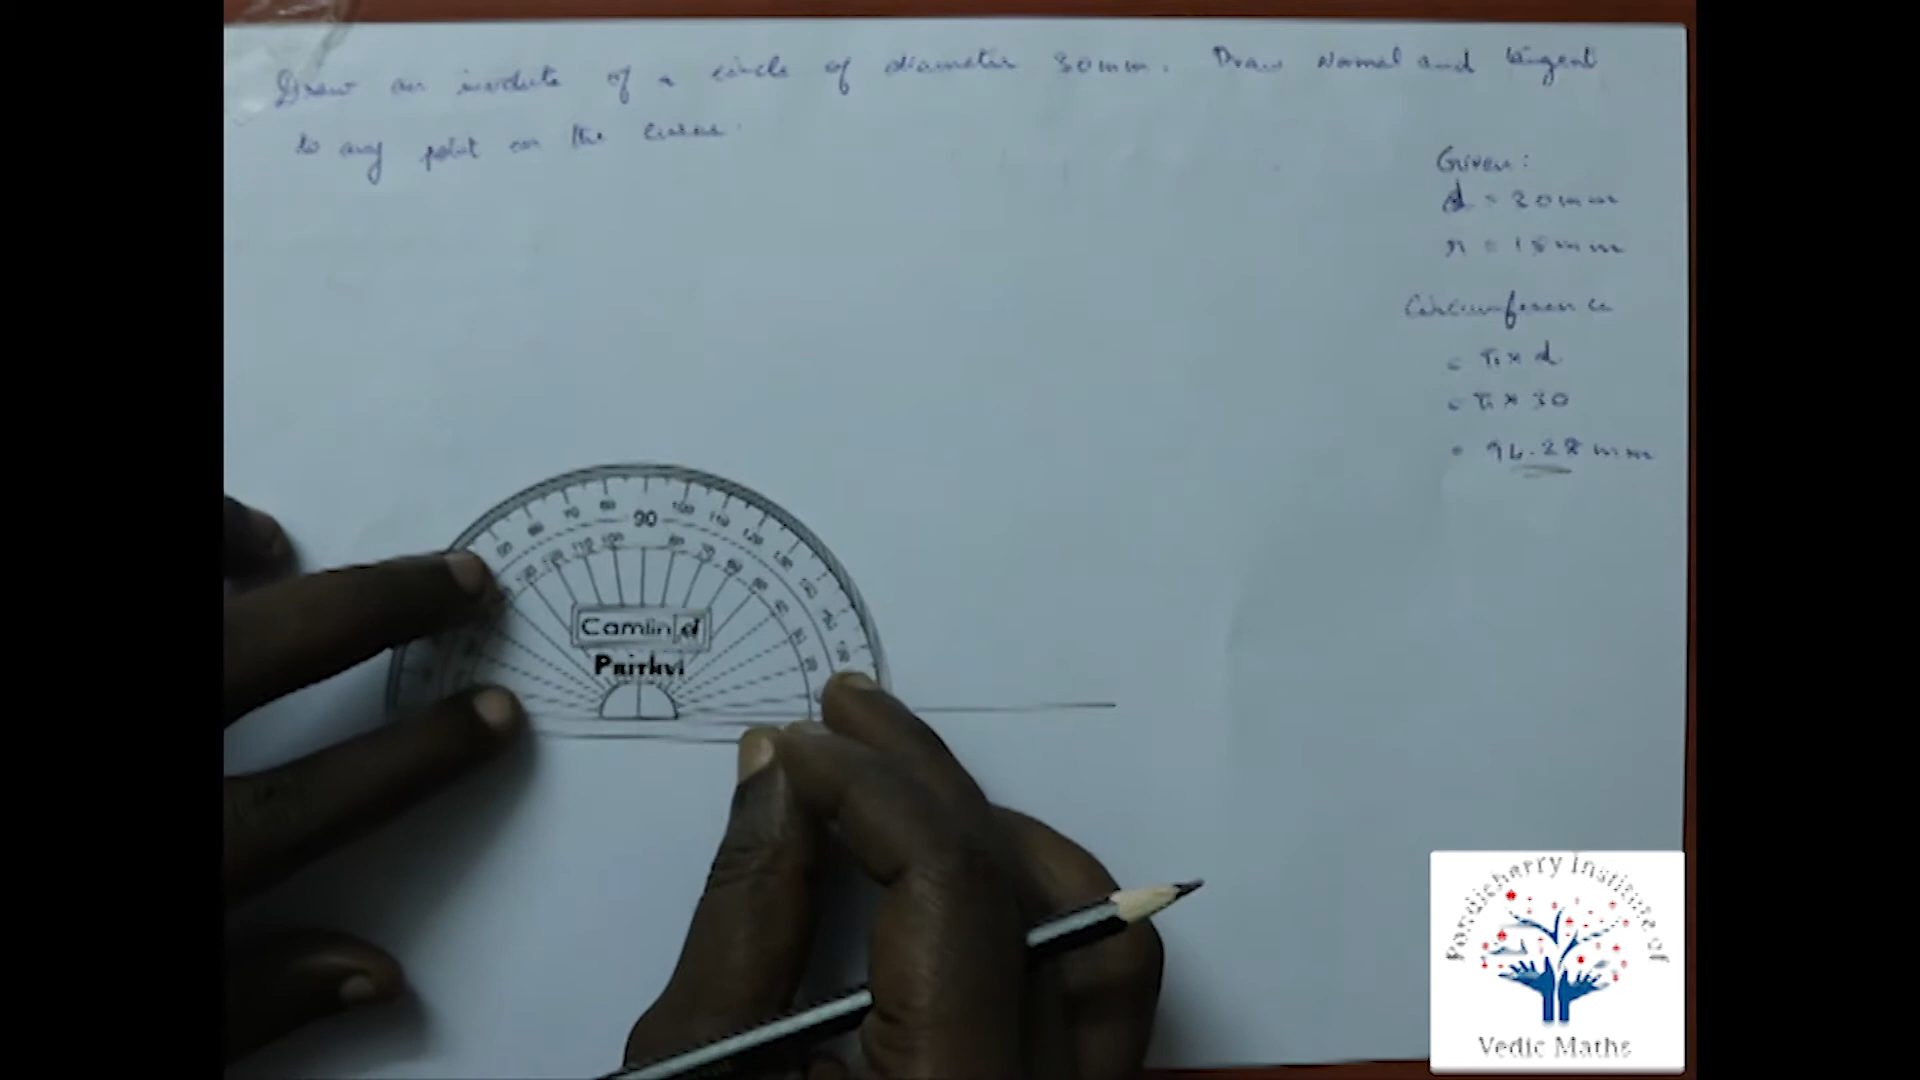 Draw an involute of a circle of diameter 30mm. Draw Normal and tangent
to any point on the curve.
Given:
d = 30mm
r = 15mm
Circumference
= π x d
= π x 30
= 94.28 mm
90
Camlin
Prithvi
Pondicherry Institute of
Vedic Maths